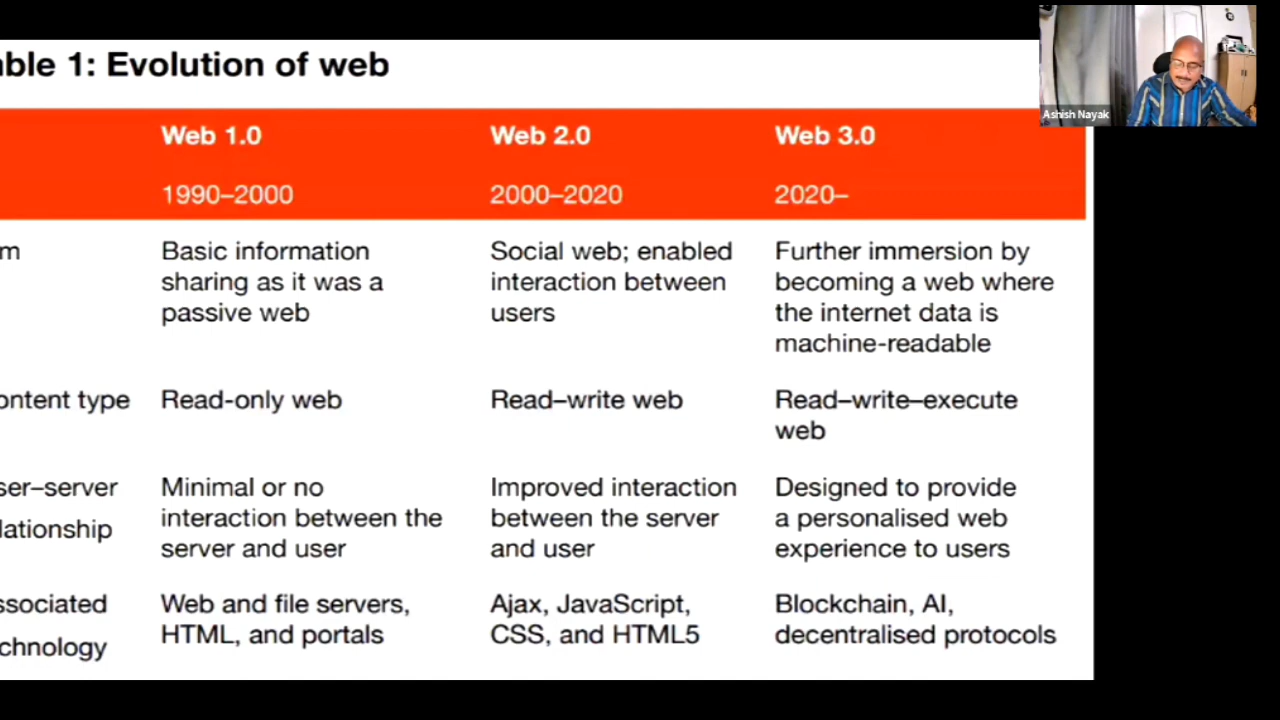 able 1: Evolution of web
Web 1.0 Web 2.0 Web 3.0
1990–2000 2000–2020 2020–
m Basic information Social web; enabled Further immersion by
sharing as it was a interaction between becoming a web where
passive web users the internet data is
machine-readable
ontent type Read-only web Read–write web Read–write–execute
web
ser–server Minimal or no Improved interaction Designed to provide
lationship interaction between the between the server a personalised web
server and user and user experience to users
ssociated Web and file servers, Ajax, JavaScript, Blockchain, AI,
chnology HTML, and portals CSS, and HTML5 decentralised protocols
Ashish Nayak